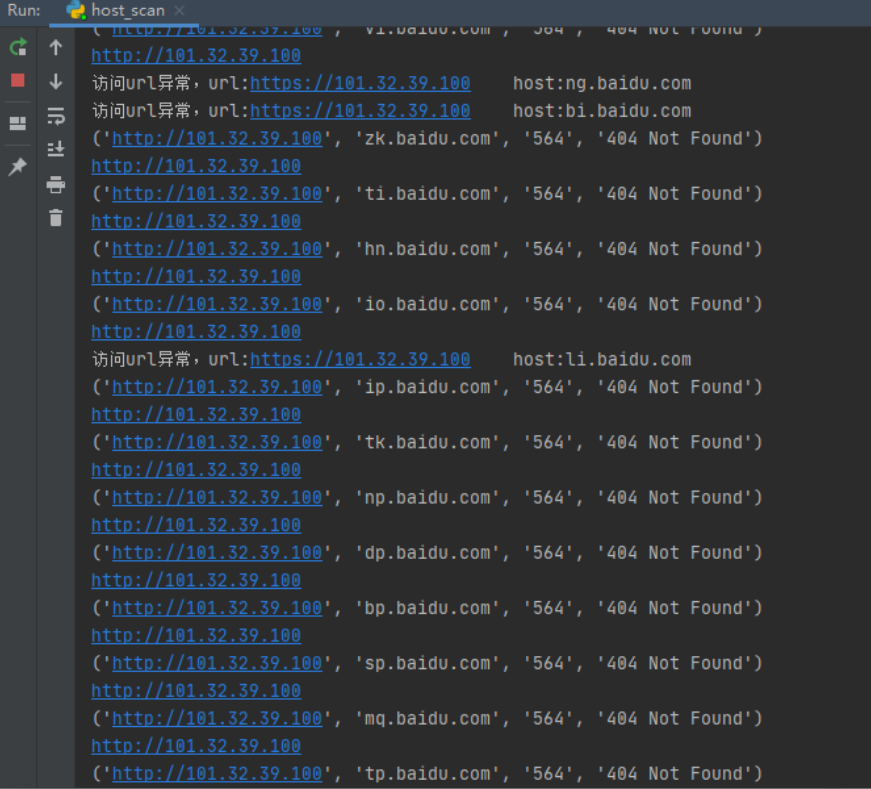 Run: host_scan ×
('http://101.32.39.100', 'vi.baidu.com', '564', '404 Not Found')
http://101.32.39.100
访问url异常，url:https://101.32.39.100 host:ng.baidu.com
访问url异常，url:https://101.32.39.100 host:bi.baidu.com
('http://101.32.39.100', 'zk.baidu.com', '564', '404 Not Found')
http://101.32.39.100
('http://101.32.39.100', 'ti.baidu.com', '564', '404 Not Found')
http://101.32.39.100
('http://101.32.39.100', 'hn.baidu.com', '564', '404 Not Found')
http://101.32.39.100
('http://101.32.39.100', 'io.baidu.com', '564', '404 Not Found')
http://101.32.39.100
访问url异常，url:https://101.32.39.100 host:li.baidu.com
('http://101.32.39.100', 'ip.baidu.com', '564', '404 Not Found')
http://101.32.39.100
('http://101.32.39.100', 'tk.baidu.com', '564', '404 Not Found')
http://101.32.39.100
('http://101.32.39.100', 'np.baidu.com', '564', '404 Not Found')
http://101.32.39.100
('http://101.32.39.100', 'dp.baidu.com', '564', '404 Not Found')
http://101.32.39.100
('http://101.32.39.100', 'bp.baidu.com', '564', '404 Not Found')
http://101.32.39.100
('http://101.32.39.100', 'sp.baidu.com', '564', '404 Not Found')
http://101.32.39.100
('http://101.32.39.100', 'mq.baidu.com', '564', '404 Not Found')
http://101.32.39.100
('http://101.32.39.100', 'tp.baidu.com', '564', '404 Not Found')